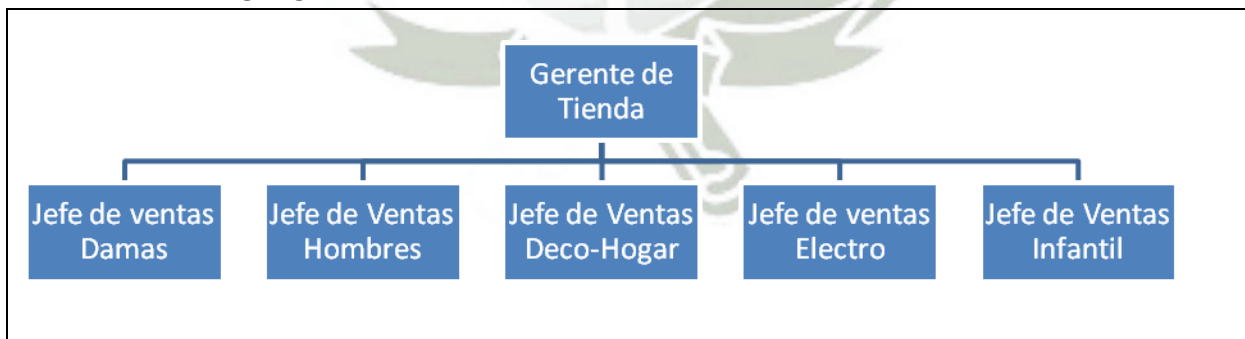 Gerente de
Tienda
Jefe de ventas
Damas
Jefe de Ventas
Hombres
Jefe de Ventas
Deco-Hogar
Jefe de ventas
Electro
Jefe de Ventas
Infantil